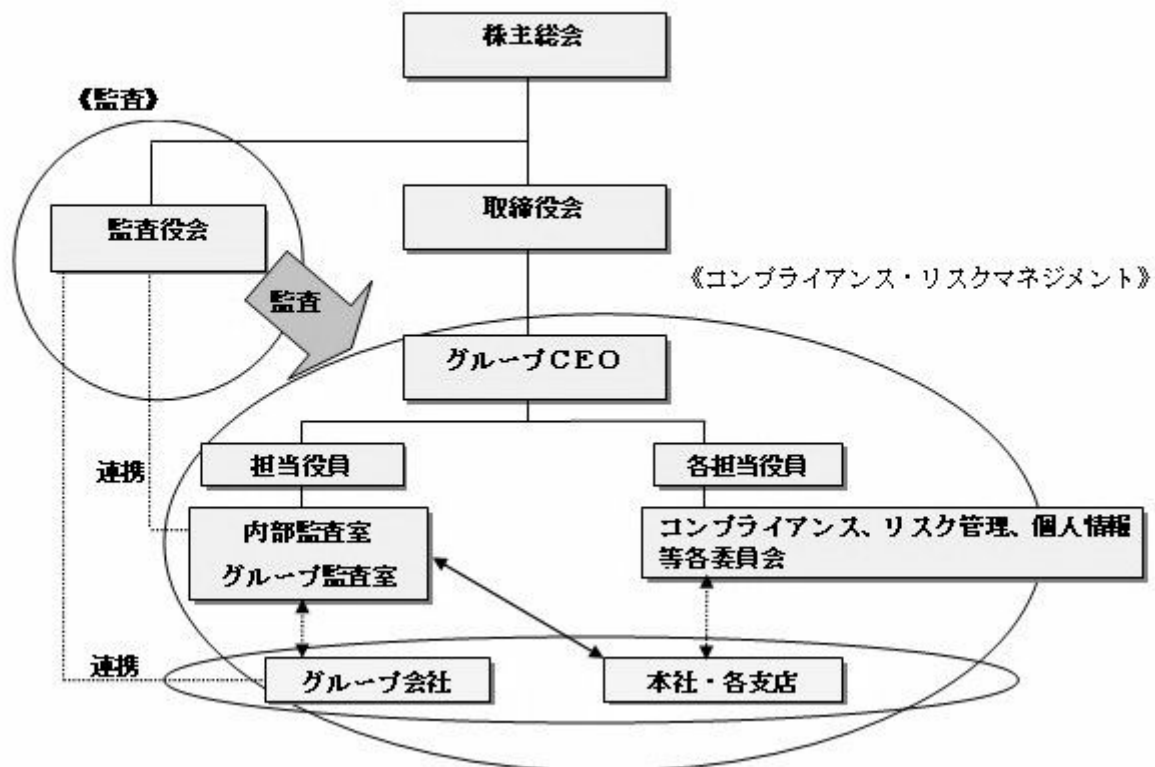 株主総会
《監査》
監査役会
取締役会
《コンプライアンス・リスクマネジメント》
監査
グループCEO
連携
担当役員
各担当役員
内部監査室
グループ監査室
コンプライアンス、リスク管理、個人情報
等各委員会
連携
グループ会社
本社・各支店